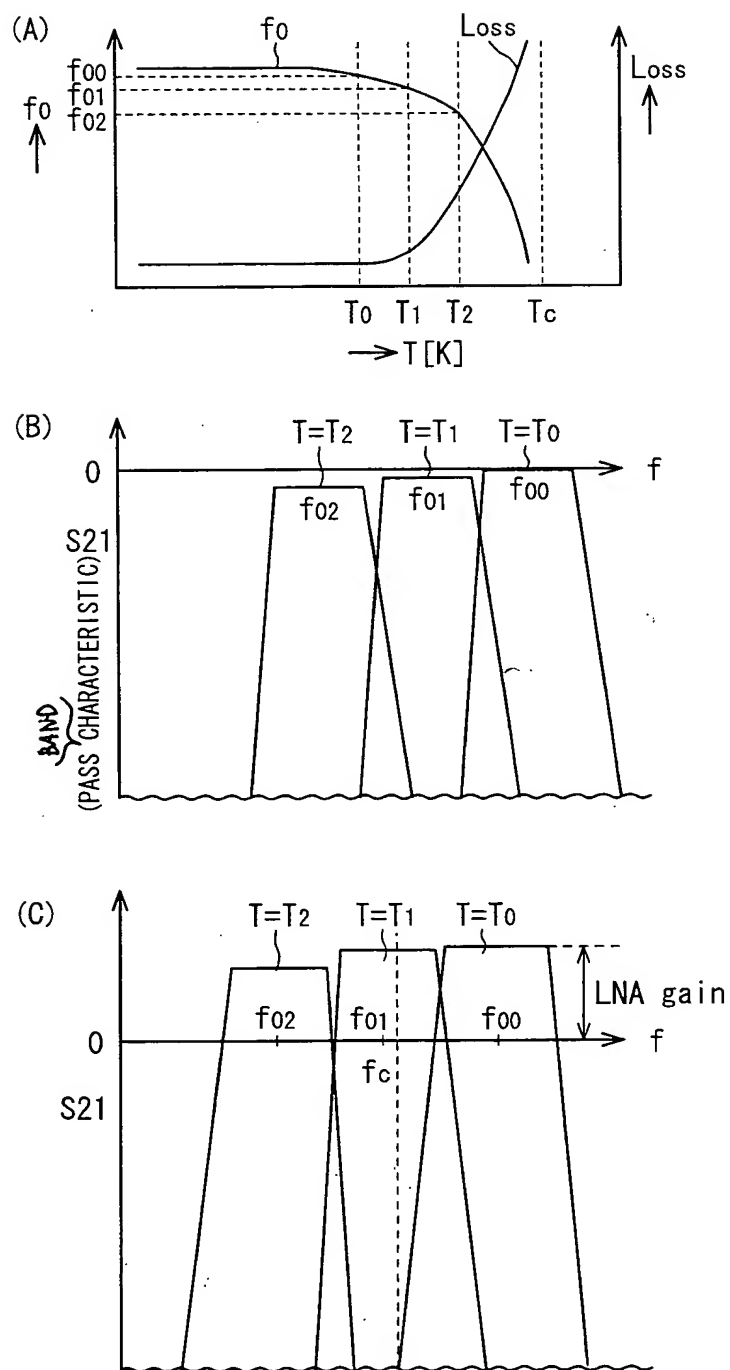 (A)
f0
Loss
f00
f01
f02
f0
Loss
T0 T1 T2 Tc
T[K]
(B)
T=T2 T=T1 T=T0
0
f
f02 f01 f00
S21
(PASS CHARACTERISTIC)
BAND
(C)
T=T2 T=T1 T=T0
LNA gain
f02 f01 f00
0
f
fc
S21